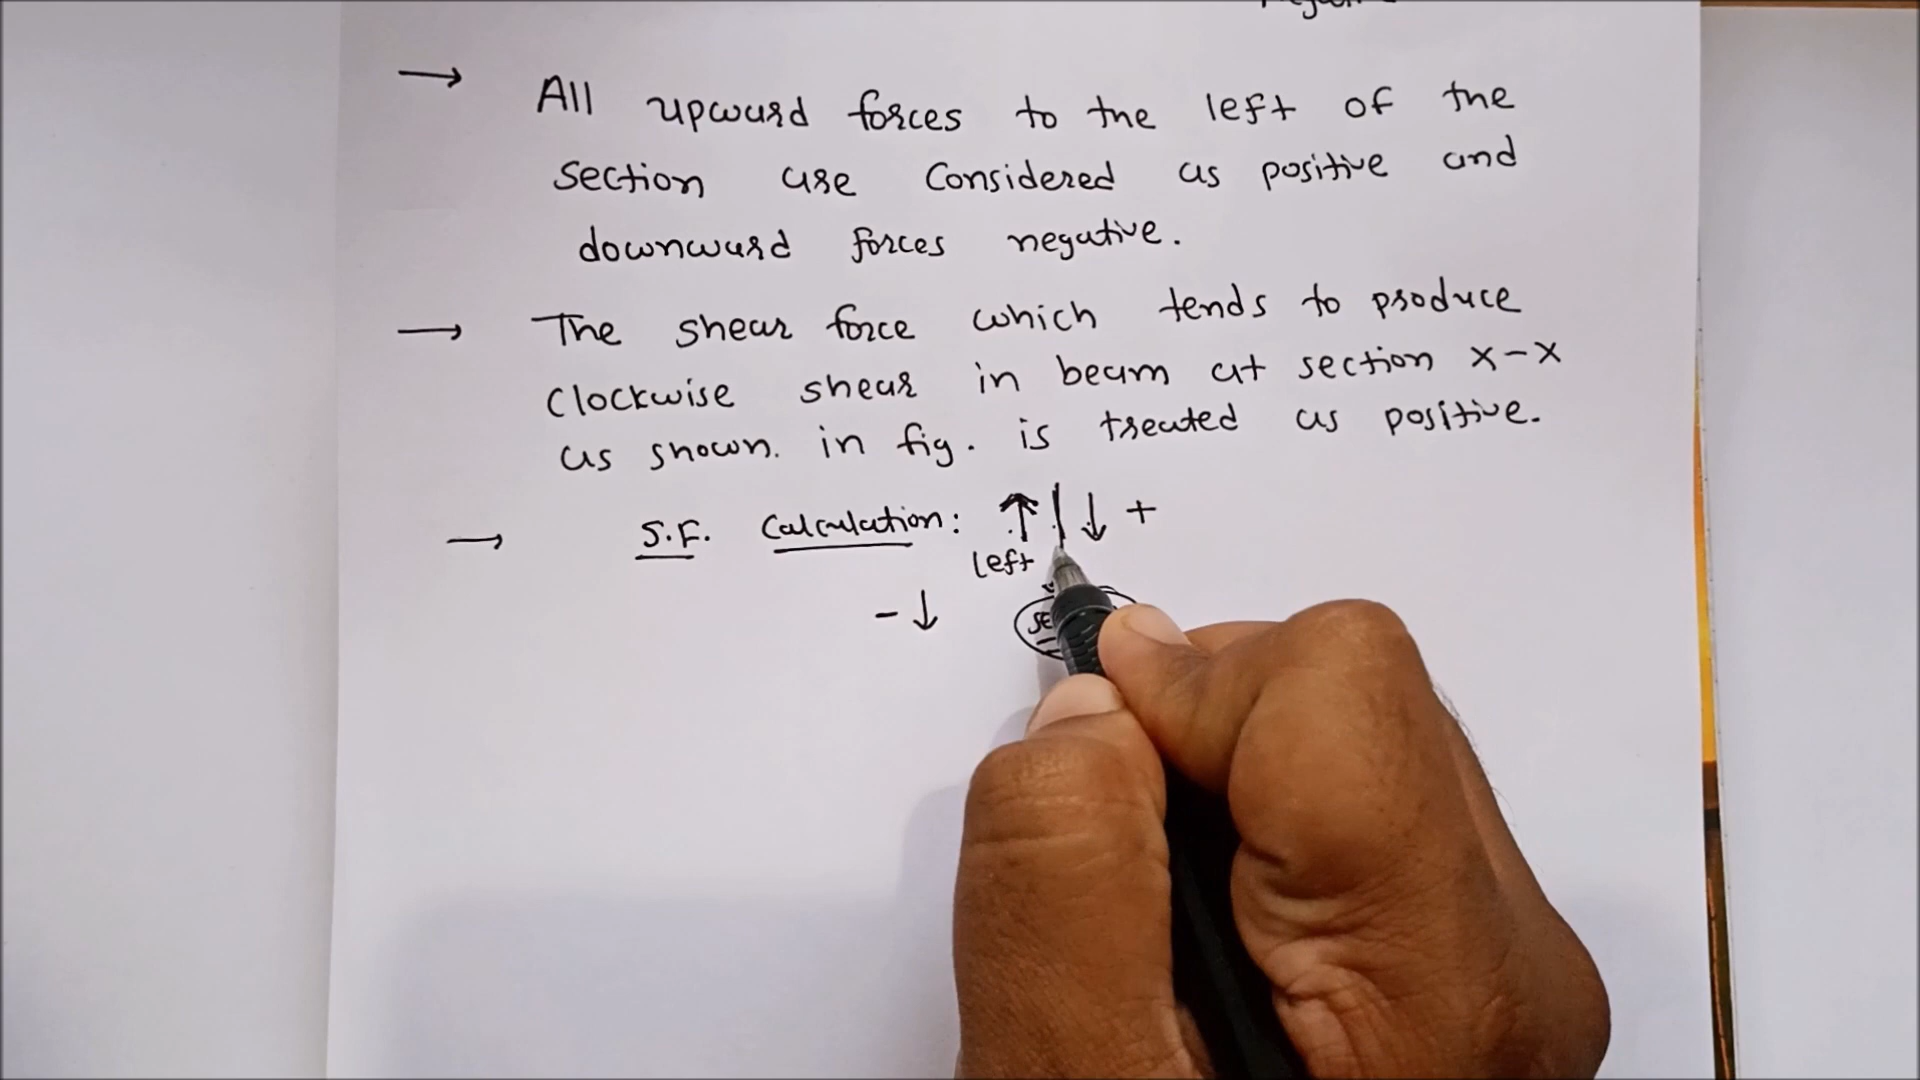 → All upward forces to the left of the
section are Considered as positive and
downward forces negative.
→ The shear force which tends to produce
Clockwise shear in beam at section x-x
as shown. in fig. is treated as positive.
→ S.F. Calculation: ↑|↓ +
left
- ↓